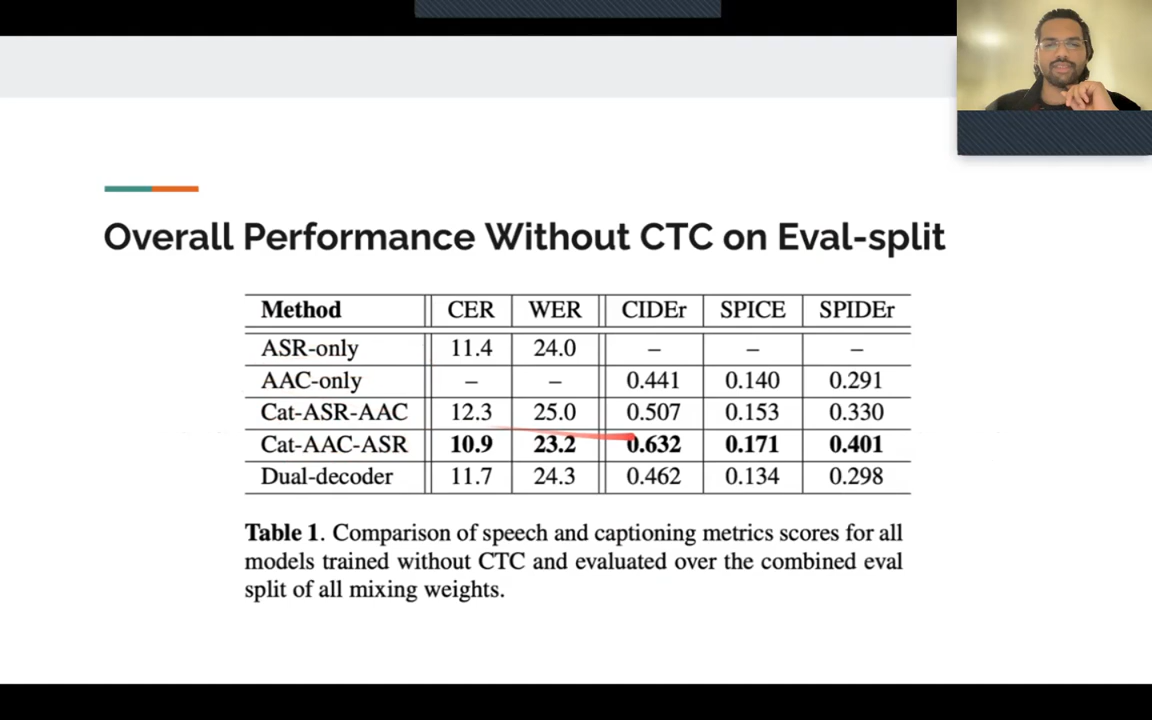 Overall Performance Without CTC on Eval-split
Method CER WER CIDEr SPICE SPIDEr
ASR-only 11.4 24.0 – – –
AAC-only – – 0.441 0.140 0.291
Cat-ASR-AAC 12.3 25.0 0.507 0.153 0.330
Cat-AAC-ASR 10.9 23.2 0.632 0.171 0.401
Dual-decoder 11.7 24.3 0.462 0.134 0.298
Table 1. Comparison of speech and captioning metrics scores for all
models trained without CTC and evaluated over the combined eval
split of all mixing weights.